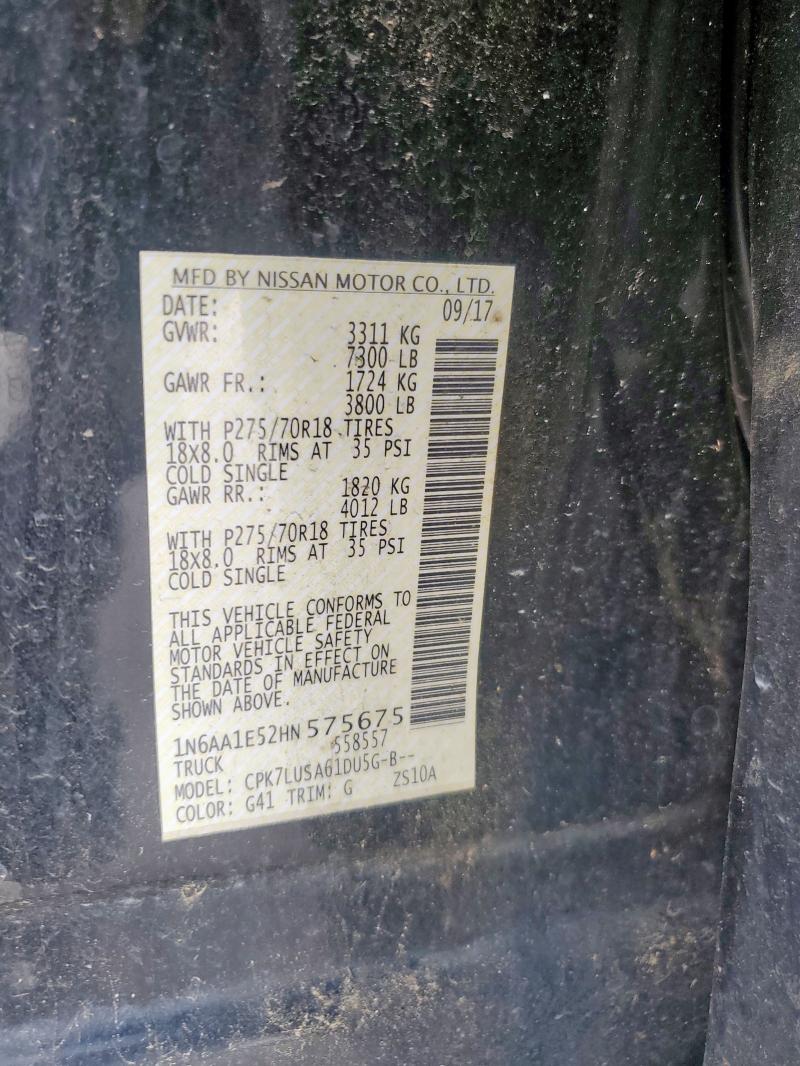 MFD BY NISSAN MOTOR CO., LTD.
DATE: 09/17
GVWR: 3311 KG
7300 LB
GAWR FR.: 1724 KG
3800 LB
WITH P275/70R18 TIRES
18X8.0 RIMS AT 35 PSI
COLD SINGLE
GAWR RR.: 1820 KG
4012 LB
WITH P275/70R18 TIRES
18X8.0 RIMS AT 35 PSI
COLD SINGLE
THIS VEHICLE CONFORMS TO
ALL APPLICABLE FEDERAL
MOTOR VEHICLE SAFETY
STANDARDS IN EFFECT ON
THE DATE OF MANUFACTURE
SHOWN ABOVE.
1N6AA1E52HN 575675
TRUCK 558557
MODEL: CPK7LUSA61DU5G-B--
COLOR: G41 TRIM: G ZS10A